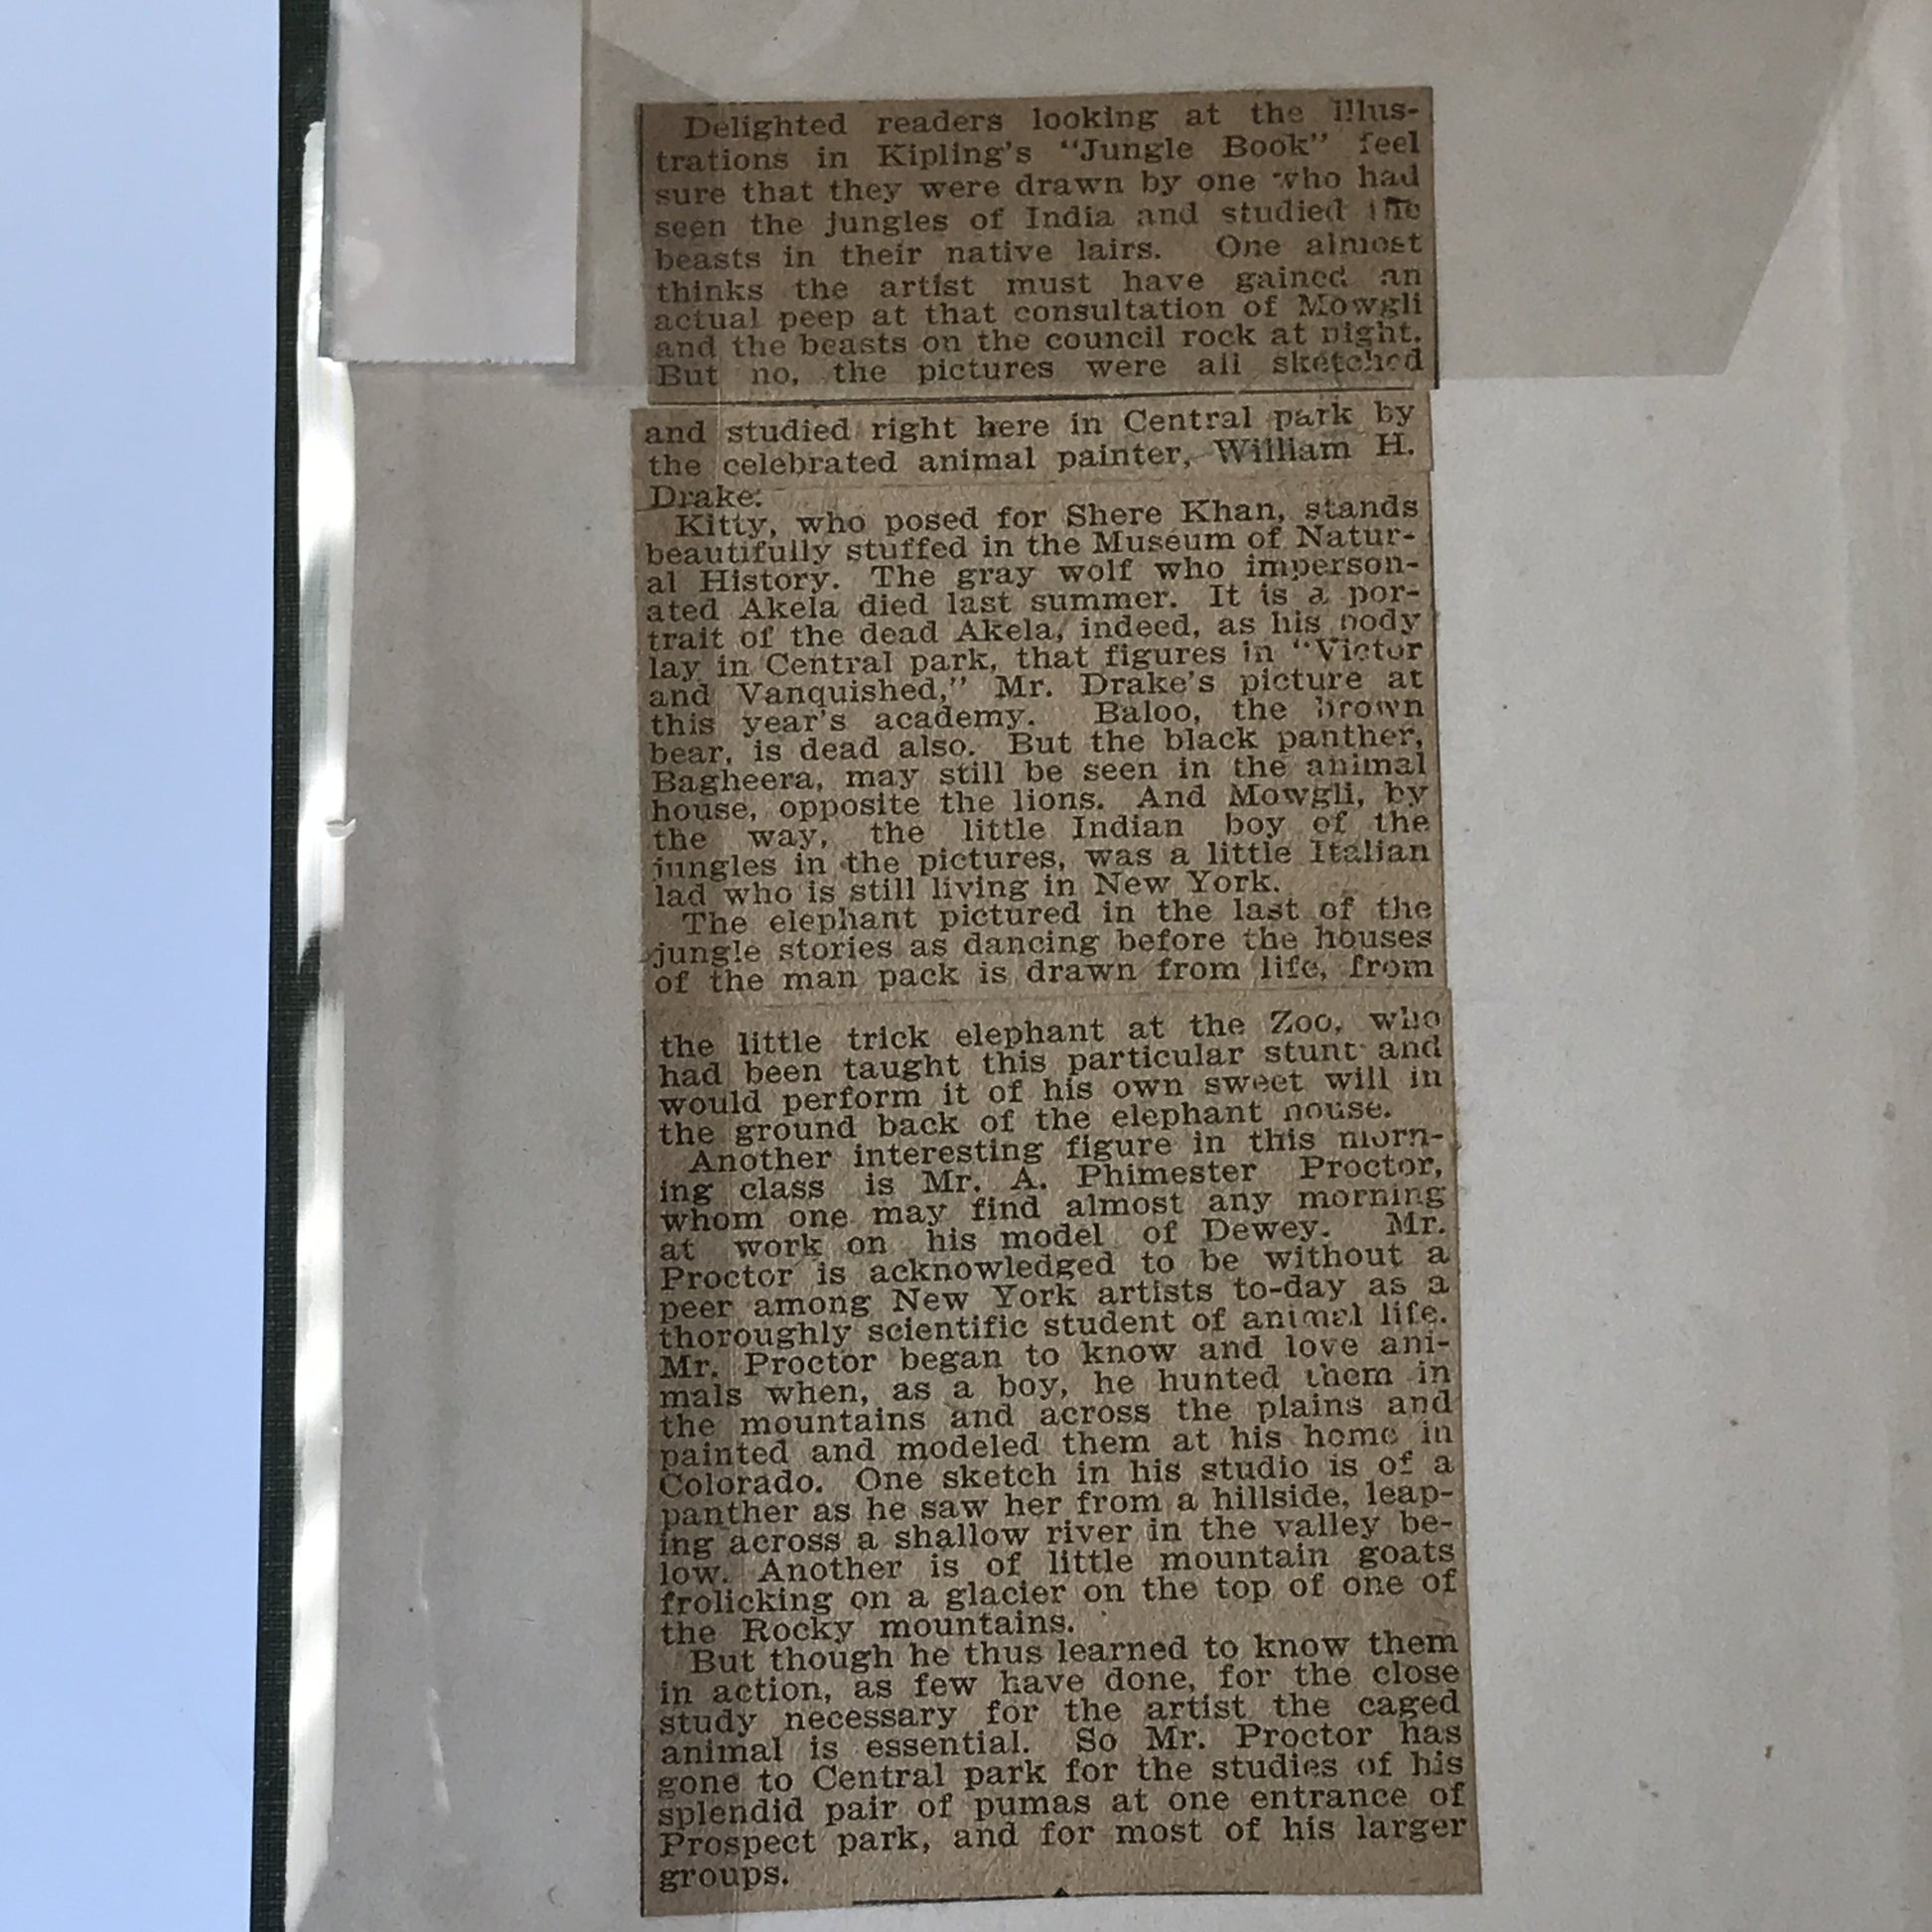 Delighted readers looking at the illus-
trations in Kipling's "Jungle Book" feel
sure that they were drawn by one who had
seen the jungles of India and studied the
beasts in their native lairs. One almost
thinks the artist must have gained an
actual peep at that consultation of Mowgli
and the beasts on the council rock at night.
But no, the pictures were all sketched
and studied right here in Central park by
the celebrated animal painter, William H.
Drake.
Kitty, who posed for Shere Khan, stands
beautifully stuffed in the Museum of Natur-
al History. The gray wolf who imperson-
ated Akela died last summer. It is a por-
trait of the dead Akela, indeed, as his body
lay in Central park, that figures in "Victor
and Vanquished," Mr. Drake's picture at
this year's academy. Baloo, the brown
bear, is dead also. But the black panther,
Bagheera, may still be seen in the animal
house, opposite the lions. And Mowgli, by
the way, the little Indian boy of the
jungles in the pictures, was a little Italian
lad who is still living in New York.
The elephant pictured in the last of the
jungle stories as dancing before the houses
of the man pack is drawn from life, from
the little trick elephant at the Zoo, who
had been taught this particular stunt and
would perform it of his own sweet will in
the ground back of the elephant house.
Another interesting figure in this morn-
ing class is Mr. A. Phimester Proctor,
whom one may find almost any morning
at work on his model of Dewey. Mr.
Proctor is acknowledged to be without a
peer among New York artists to-day as a
thoroughly scientific student of animal life.
Mr. Proctor began to know and love ani-
mals when, as a boy, he hunted them in
the mountains and across the plains and
painted and modeled them at his home in
Colorado. One sketch in his studio is of a
panther as he saw her from a hillside, leap-
ing across a shallow river in the valley be-
low. Another is of little mountain goats
frolicking on a glacier on the top of one of
the Rocky mountains.
But though he thus learned to know them
in action, as few have done, for the close
study necessary for the artist the caged
animal is essential. So Mr. Proctor has
gone to Central park for the studies of his
splendid pair of pumas at one entrance of
Prospect park, and for most of his larger
groups.